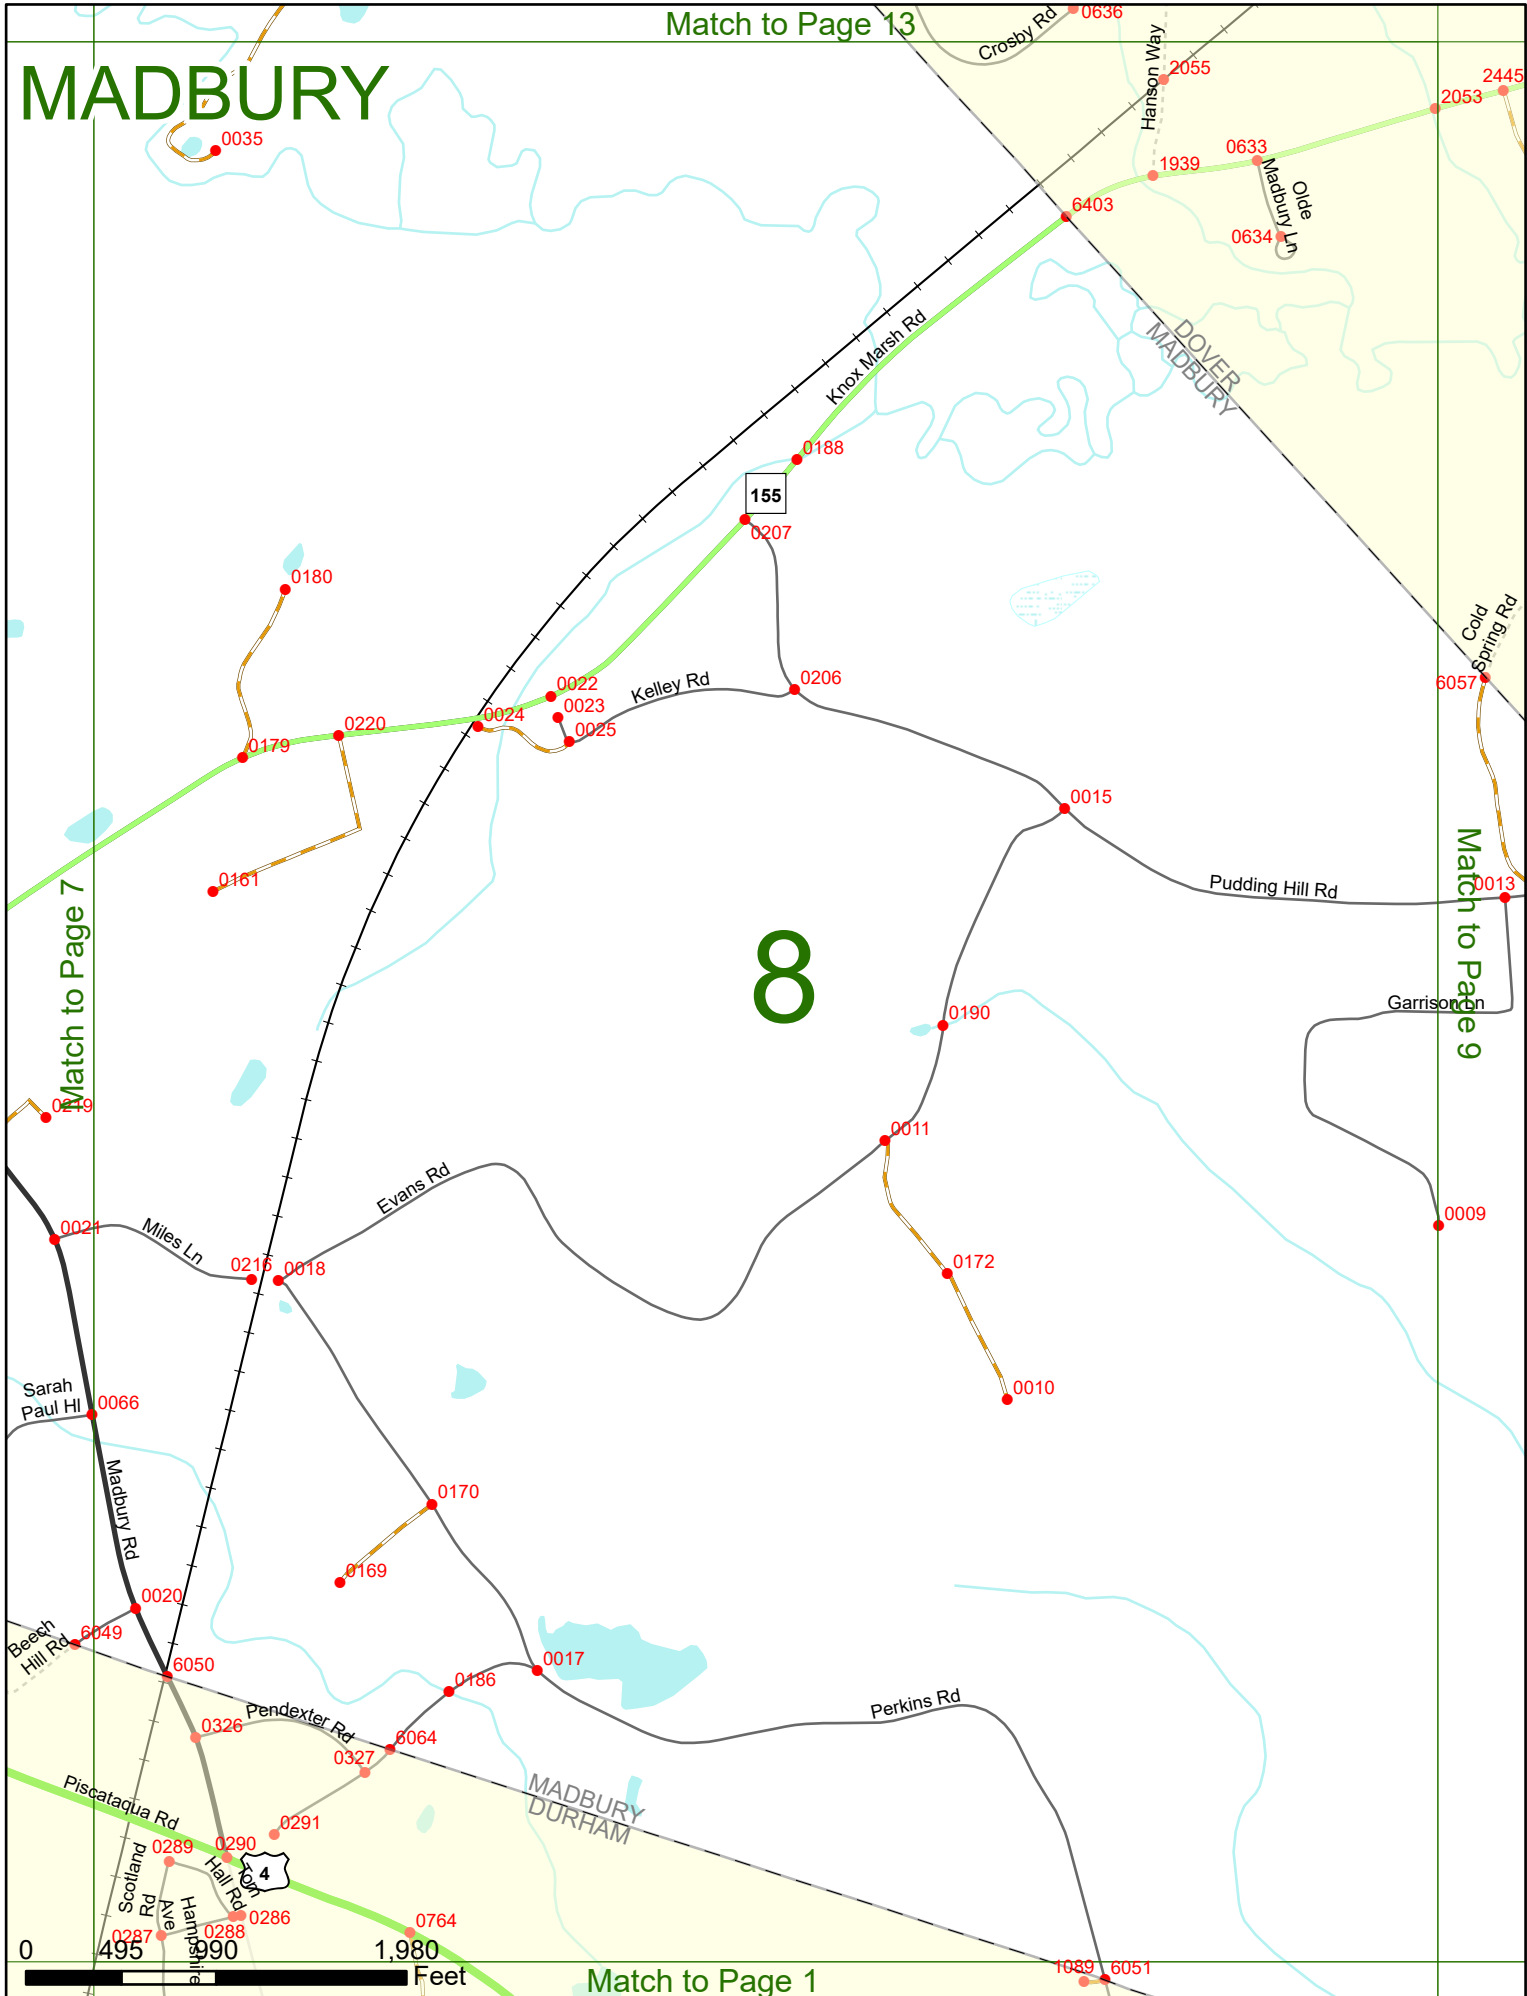 Match to Page 13
MADBURY
Crosby Rd
0636
Hanson Way
2055
2445
2053
0035
0633
1939
Olde
Madbury Ln
6403
0634
Knox Marsh Rd
DOVER
MADBURY
0188
155
0207
0180
Cold
Spring Rd
6057
Kelley Rd
0206
0022
0023
0024
0025
0220
0179
0015
0161
Pudding Hill Rd
0013
Match to Page 7
8
Match to Page 9
Garrison Ln
0190
0219
0011
Evans Rd
0009
0021
Miles Ln
0216
0018
0172
Sarah
Paul Hl
0066
0010
Madbury Rd
0170
0169
0020
Beech
Hill Rd
6049
6050
0017
0186
Perkins Rd
Pendexter Rd
0326
6064
0327
MADBURY
DURHAM
Piscataqua Rd
0291
0289
0290
4
Scotland
Rd
Tom
Hall Rd
Hampshire
Ave
0286
0288
0287
0764
0 495 990 1,980
Feet
1089
6051
Match to Page 1